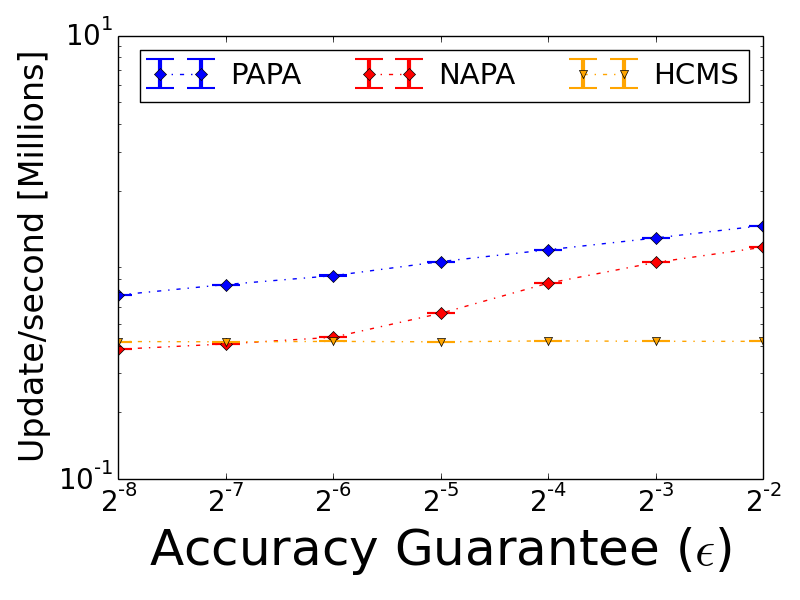 10^1
PAPA NAPA HCMS
Update/second [Millions]
10^-1
2^-8 2^-7 2^-6 2^-5 2^-4 2^-3 2^-2
Accuracy Guarantee (ϵ)